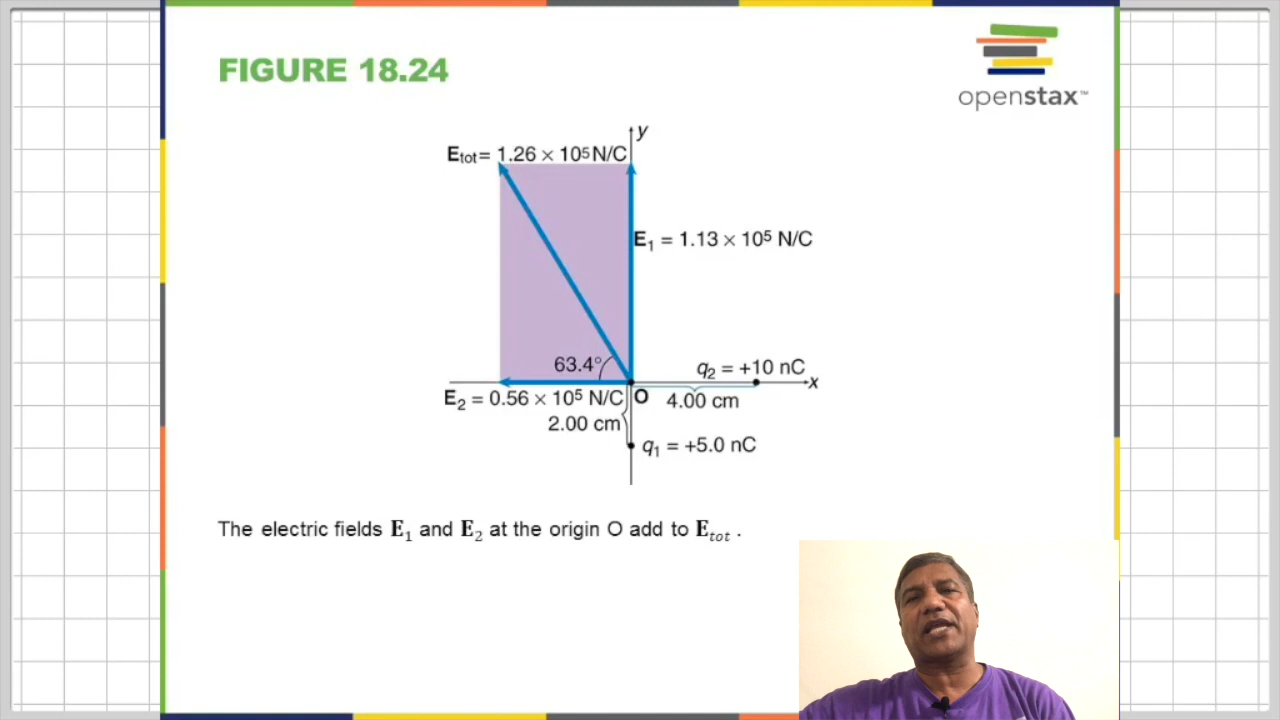 FIGURE 18.24
openstax™
y
Etot= 1.26 × 10⁵ N/C
E₁ = 1.13 × 10⁵ N/C
63.4°
q₂ = +10 nC
x
E₂ = 0.56 × 10⁵ N/C
O
4.00 cm
2.00 cm
q₁ = +5.0 nC
The electric fields E₁ and E₂ at the origin O add to Etot .